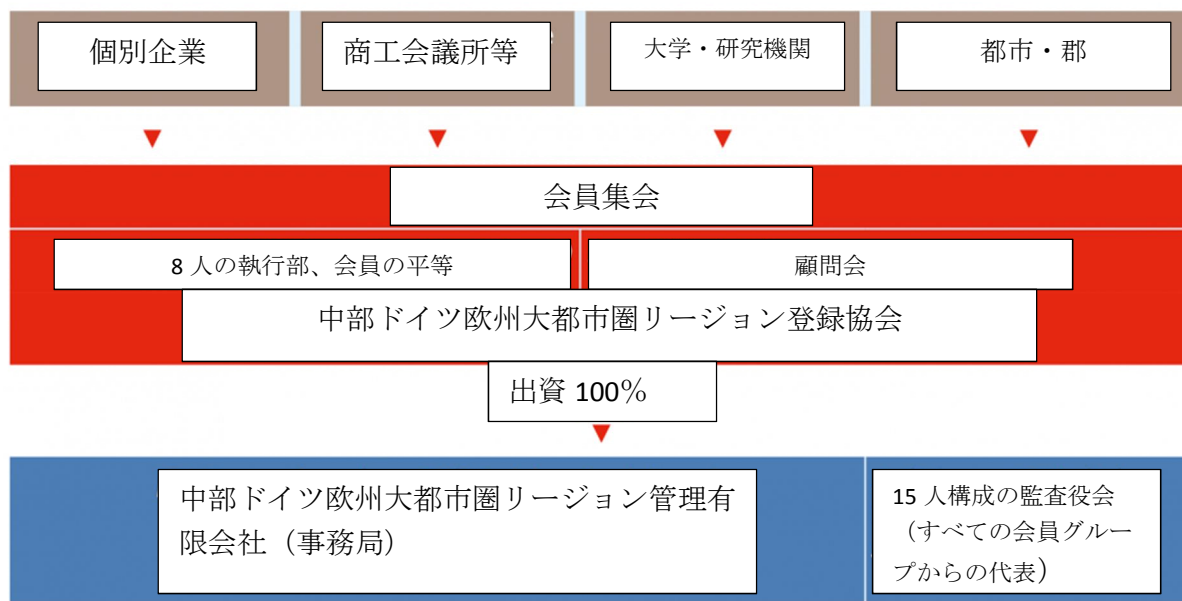 個別企業
商工会議所等
大学・研究機関
都市・郡
会員集会
8 人の執行部、会員の平等
顧問会
中部ドイツ欧州大都市圏リージョン登録協会
出資 100％
中部ドイツ欧州大都市圏リージョン管理有
限会社（事務局）
15 人構成の監査役会
（すべての会員グルー
プからの代表）